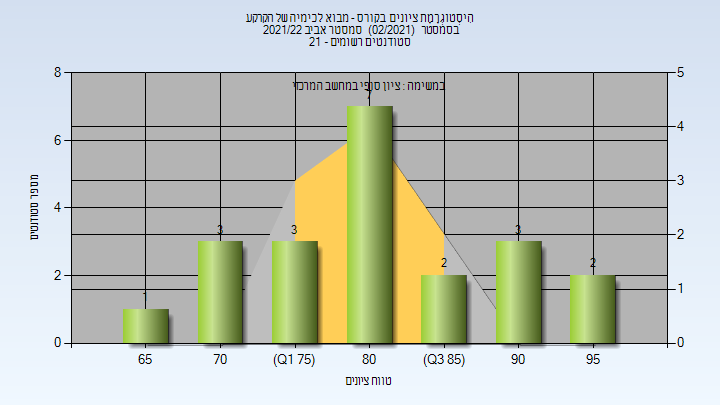 היסטוגרמת ציונים בקורס - מבוא לכימיה של הקרקע
בסמסטר (02/2021) סמסטר אביב 2021/22
סטודנטים רשומים - 21
במשימה : ציון סופי במחשב המרכזי
8
6
4
2
0
5
4
3
2
1
0
מספר סטודנטים
1
3
3
7
2
3
2
65
70
(Q1 75)
80
(Q3 85)
90
95
טווח ציונים